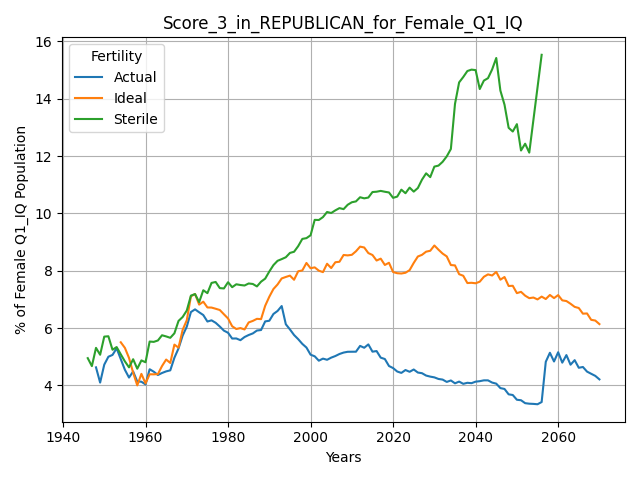 Score_3_in_REPUBLICAN_for_Female_Q1_IQ
% of Female Q1_IQ Population
16
14
12
10
8
6
4
Fertility
Actual
Ideal
Sterile
1940 1960 1980 2000 2020 2040 2060
Years